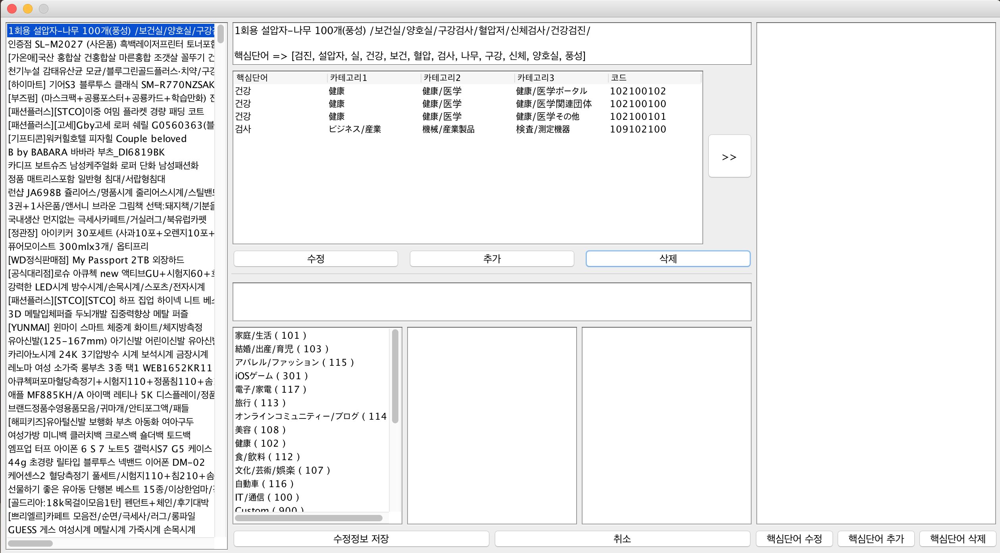 1회용 설압자-나무 100개(풍성) /보건실/양호실/구강
인증점 SL-M2027 (사은품) 흑백레이저프린터 토너포함
[가온애]국산 홍합살 건홍합살 마른홍합 조갯살 꼴뚜기 건
천기누설 감태유산균 모균/블루그린골드플러스·치약/구강
[하이마트] 기어S3 블루투스 클래식 SM-R770NZSAK
[부즈펌] (마스크팩+공룡포스터+공룡카드+학습만화)
[패션플러스][STCO]이중 여밈 플라켓 경량 패딩 코트
[패션플러스][고세]Gby고세 로퍼 쉐릴 G0560363(블
[기프티콘]워커힐호텔 피자힐 Couple beloved
B by BABARA 바바라 부츠_DI6819BK
카디프 보트슈즈 남성케주얼화 로퍼 단화 남성패션화
정품 매트리스포함 일반형 침대/서랍형침대
런샵 JA698B 쥴리어스/명품시계 줄리어스시계/스틸밴드
3권+1사은품/앤서니 브라운 그림책 선택:돼지책/기분을
국내생산 먼지없는 극세사카페트/거실러그/북유럽카펫
[정관장] 아이키커 30포세트 (사과10포+오렌지10포+
퓨어모이스트 300mlx3개/ 옵티프리
[WD정식판매점] My Passport 2TB 외장하드
[공식대리점]로슈 아큐첵 new 액티브GU+시험지60+
강력한 LED시계 방수시계/손목시계/스포츠/전자시계
[패션플러스][STCO][STCO] 하프 집업 하이넥 니트 베스
3D 메탈입체퍼즐 두뇌개발 집중력향상 메탈 퍼즐
[YUNMAI] 윈마이 스마트 체중계 화이트/체지방측정
유아신발(125-167mm) 아기신발 어린이신발 유아신발
카리아노시계 24K 3기압방수 시계 보석시계 금장시계
레노마 여성 소가죽 롱부츠 3종 택1 WEB1652KR11
아큐첵퍼포마혈당측정기+시험지110+정품침110+솜
애플 MF885KH/A 아이맥 레티나 5K 디스플레이/정품
브랜드정품수영용품모음/귀마개/안티포그액/패들
[해피키즈]유아털신발 보행화 부츠 아동화 여아구두
여성가방 미니백 클러치백 크로스백 숄더백 토드백
엠프업 터프 아이폰 6 S 7 노트5 갤럭시S7 G5 케이스
44g 초경량 릴타입 블루투스 넥밴드 이어폰 DM-02
케어센스2 혈당측정기 풀세트/시험지110+침210+솜
선물하기 좋은 유아동 단행본 베스트 15종/이상한엄마/
[골드리아:18k목걸이모음1탄] 펜던트+체인/후기대박
[쁘리엘르]카페트 모음전/순면/극세사/러그/롱파일
GUESS 게스 여성시계 메탈시계 가죽시계 손목시계
1회용 설압자-나무 100개(풍성) /보건실/양호실/구강검사/혈압저/신체검사/건강검진/
핵심단어 => [검진, 설압자, 실, 건강, 보건, 혈압, 검사, 나무, 구강, 신체, 양호실, 풍성]
핵심단어 카테고리1 카테고리2 카테고리3 코드
건강 健康 健康/医学 健康/医学ポータル 102100102
건강 健康 健康/医学 健康/医学関連団体 102100100
건강 健康 健康/医学 健康/医学その他 102100101
검사 ビジネス/産業 機械/産業製品 検査/測定機器 109102100
>>
수정 추가 삭제
家庭/生活 ( 101 )
結婚/出産/育児 ( 103 )
アパレル/ファッション ( 115 )
iOSゲーム ( 301 )
電子/家電 ( 117 )
旅行 ( 113 )
オンラインコミュニティー/ブログ ( 114
美容 ( 108 )
健康 ( 102 )
食/飲料 ( 112 )
文化/芸術/娯楽 ( 107 )
自動車 ( 116 )
IT/通信 ( 100 )
Custom ( 900 )
수정정보 저장 취소 핵심단어 수정 핵심단어 추가 핵심단어 삭제